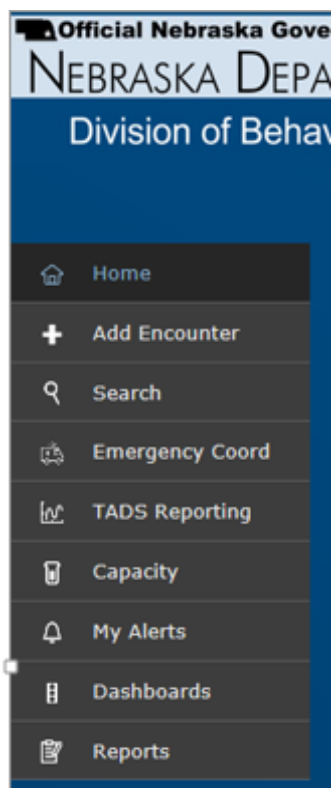 Official Nebraska Gove
NEBRASKA DEPA
Division of Behav
Home
Add Encounter
Search
Emergency Coord
TADS Reporting
Capacity
My Alerts
Dashboards
Reports